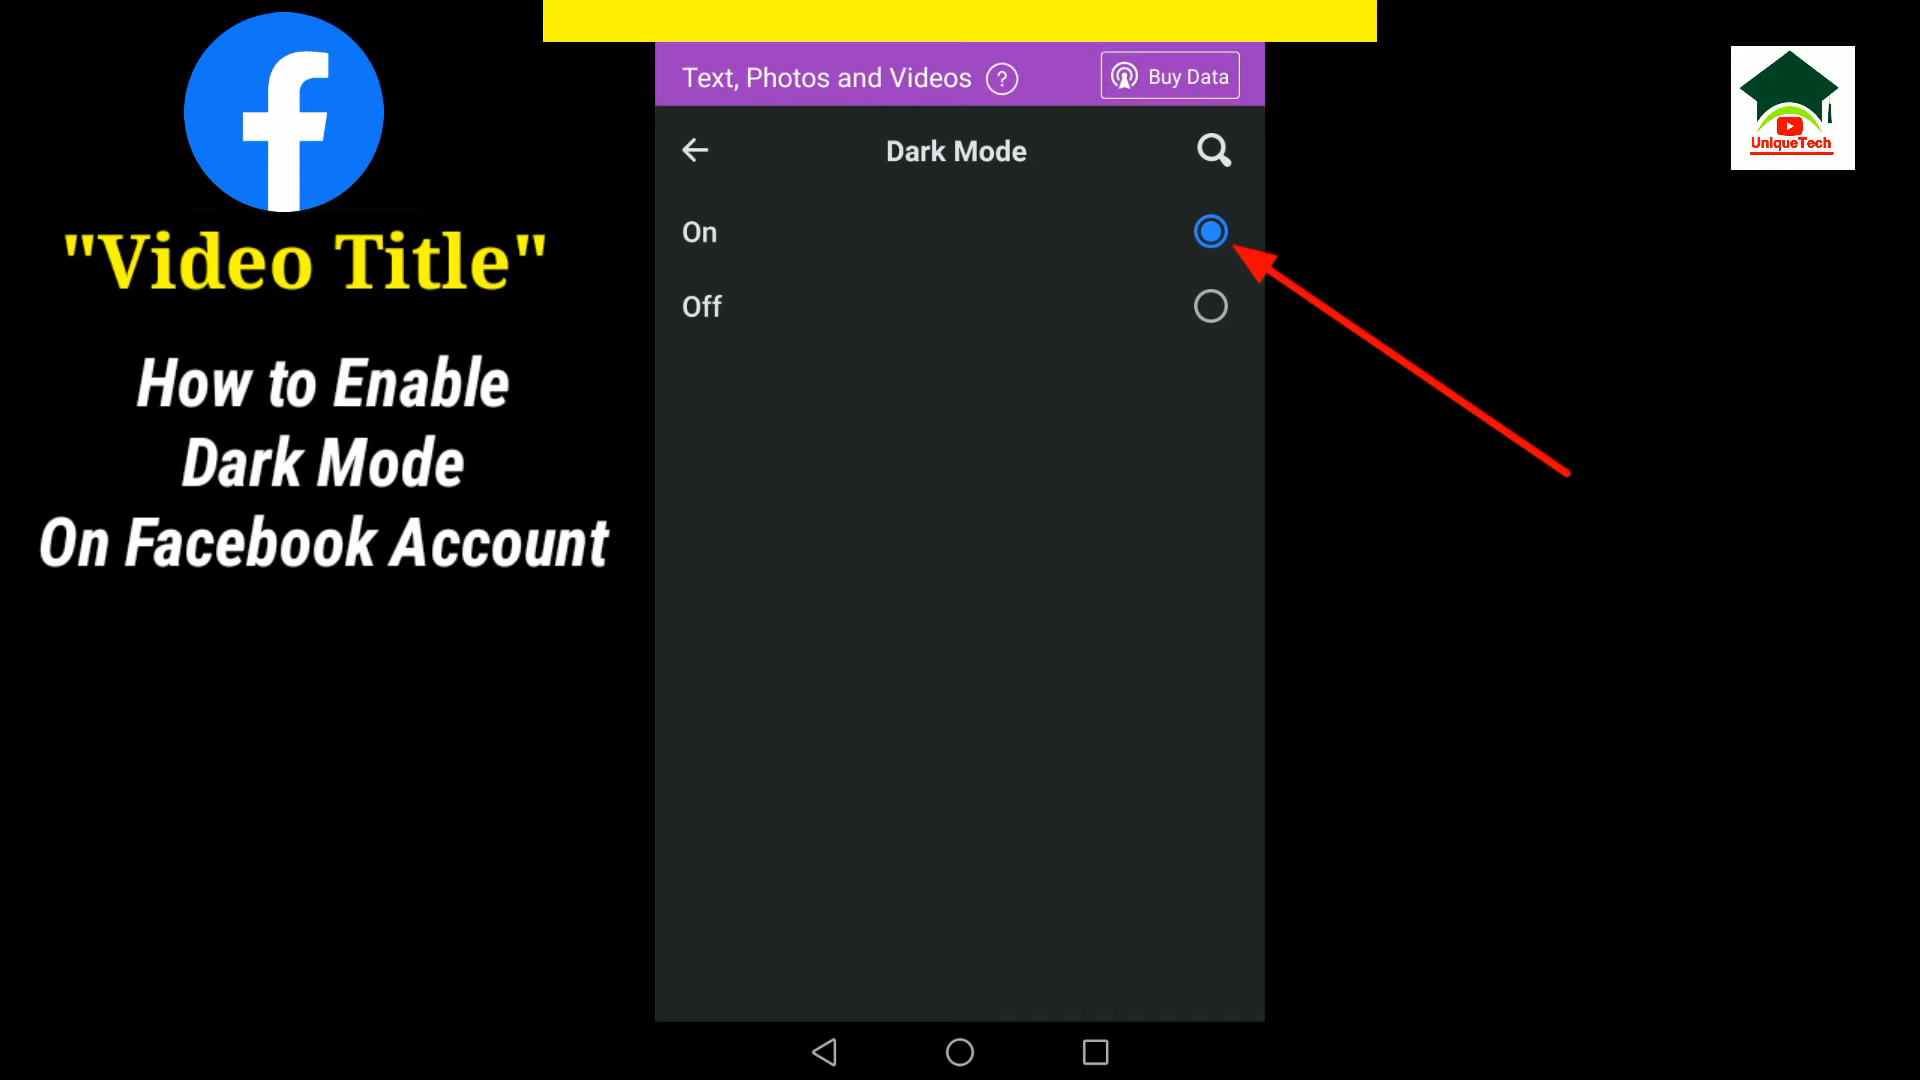 Text, Photos and Videos ?
Buy Data
UniqueTech
Dark Mode
On
Off
"Video Title"
How to Enable
Dark Mode
On Facebook Account